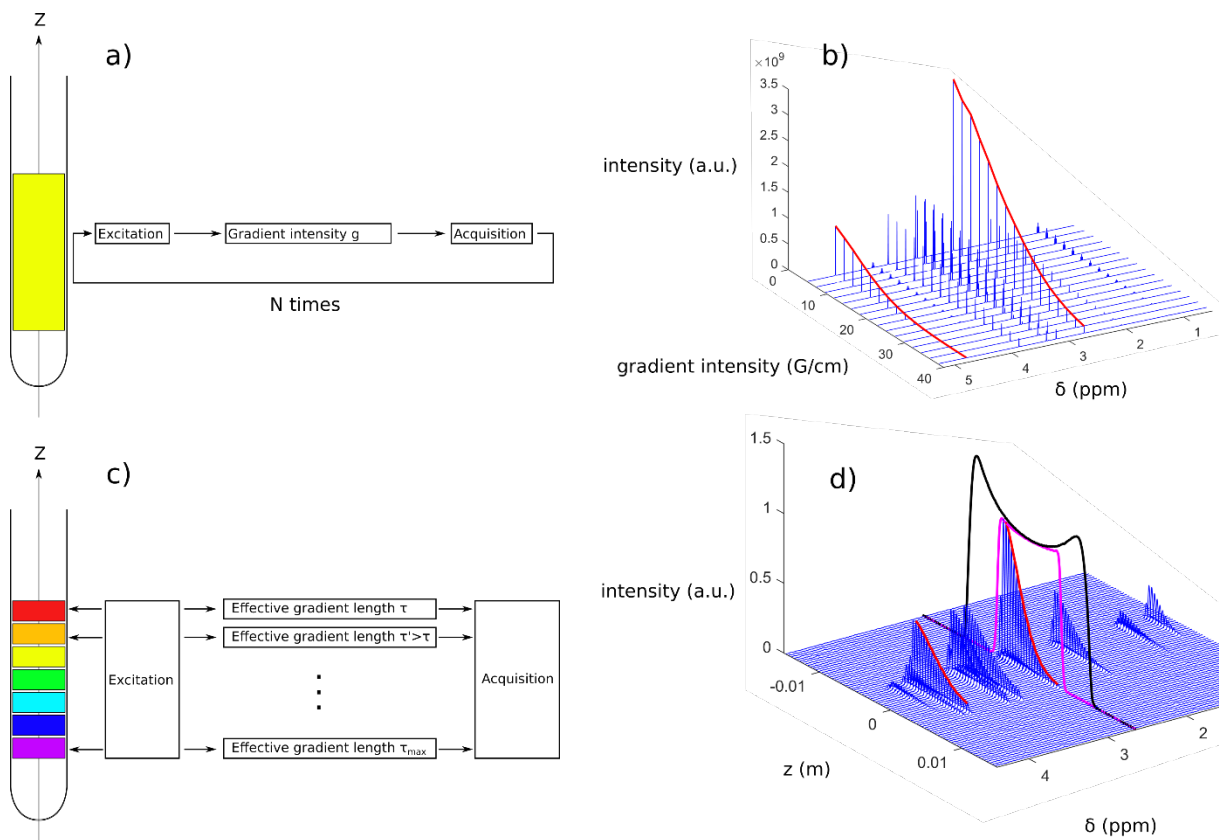 Z
a)
Excitation
Gradient intensity g
Acquisition
N times
b)
×10⁹
3.5
3
2.5
2
1.5
1
0.5
0
intensity (a.u.)
0
10
20
30
40
gradient intensity (G/cm)
5
4
3
2
1
δ (ppm)
Z
c)
Excitation
Effective gradient length τ
Effective gradient length τ'>τ
Effective gradient length τmax
Acquisition
d)
1.5
1
0.5
0
intensity (a.u.)
-0.01
0
0.01
z (m)
4
3
2
δ (ppm)